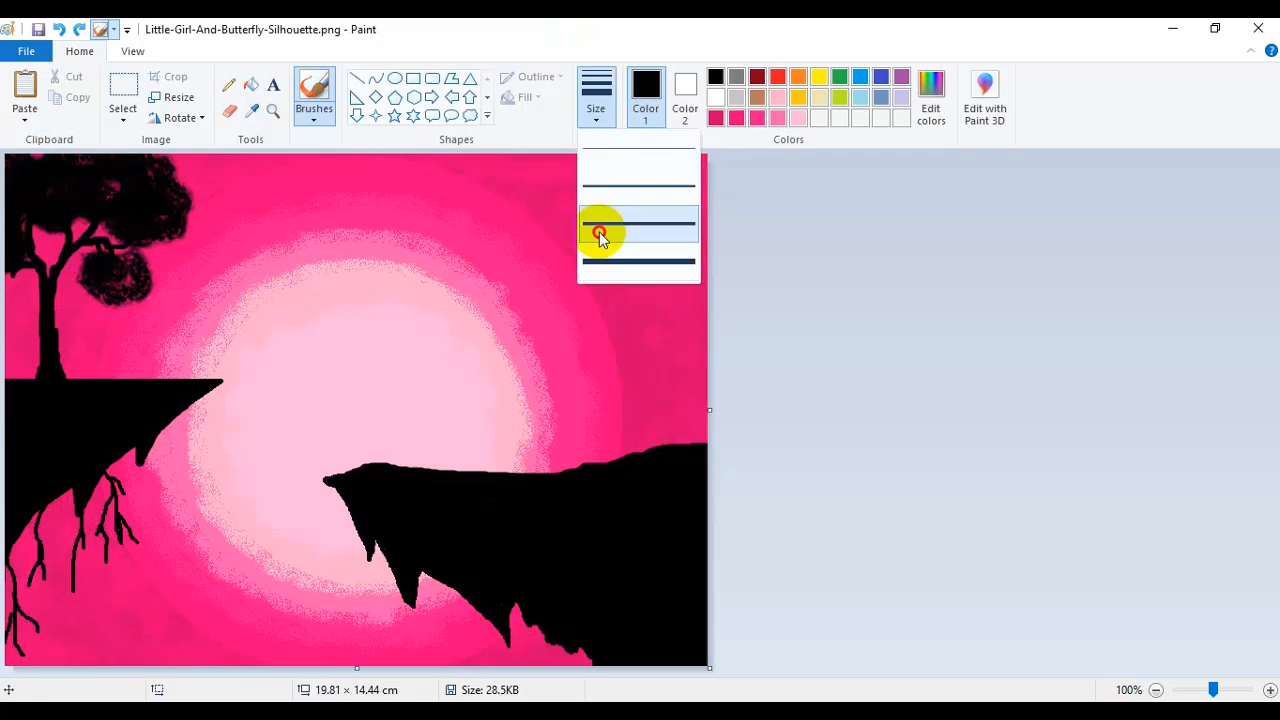 Little-Girl-And-Butterfly-Silhouette.png - Paint
File
Home
View
Paste
Cut
Copy
Clipboard
Select
Crop
Resize
Rotate
Image
A
Tools
Brushes
Outline
Fill
Shapes
Size
Color
1
Color
2
Colors
Edit
colors
Edit with
Paint 3D
19.81 × 14.44 cm
Size: 28.5KB
100%